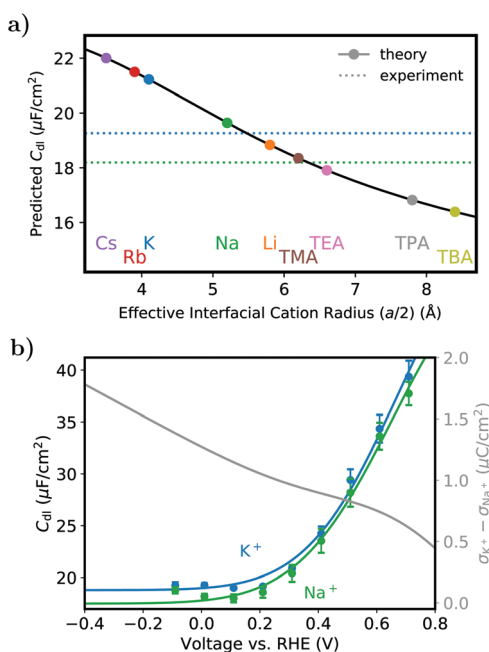 a)
22
20
18
16
Predicted C_dl (μF/cm²)
theory
experiment
Cs
Rb
K
Na
Li
TMA
TEA
TPA
TBA
4 5 6 7 8
Effective Interfacial Cation Radius (a/2) (Å)
b)
40
35
30
25
20
C_dl (μF/cm²)
K⁺
Na⁺
2.0
1.5
1.0
0.5
0.0
σ_K⁺ − σ_Na⁺ (μC/cm²)
−0.4 −0.2 0.0 0.2 0.4 0.6 0.8
Voltage vs. RHE (V)